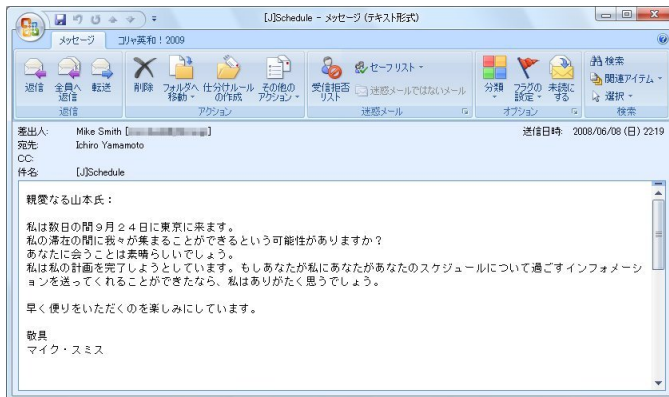 [J]Schedule - メッセージ (テキスト形式)
メッセージ コリャ英和！2009
返信 全員へ返信 転送 削除 フォルダへ移動 仕分けルールの作成 その他のアクション 受信拒否リスト セーフリスト 迷惑メールではないメール 分類 フラグの設定 未読にする 検索 関連アイテム 選択
返信 アクション 迷惑メール オプション 検索
差出人: Mike Smith [ ] 送信日時: 2008/06/08 (日) 22:19
宛先: Ichiro Yamamoto
CC:
件名: [J]Schedule
親愛なる山本氏：
私は数日の間９月２４日に東京に来ます。
私の滞在の間に我々が集まることができるという可能性がありますか？
あなたに会うことは素晴らしいでしょう。
私は私の計画を完了しようとしています。もしあなたが私にあなたがあなたのスケジュールについて過ごすインフォメーシ
ョンを送ってくれることができたなら、私はありがたく思うでしょう。
早く便りをいただくのを楽しみにしています。
敬具
マイク・スミス